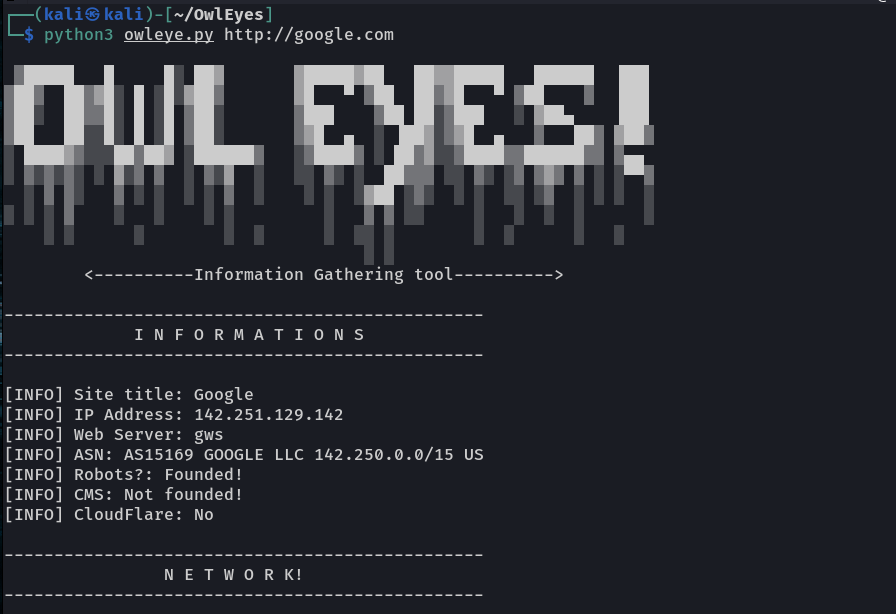 ┌──(kali㉿kali)-[~/OwlEyes]
└─$ python3 owleye.py http://google.com
OWL EYES!
<----------Information Gathering tool---------->
------------------------------------------------
I N F O R M A T I O N S
------------------------------------------------
[INFO] Site title: Google
[INFO] IP Address: 142.251.129.142
[INFO] Web Server: gws
[INFO] ASN: AS15169 GOOGLE LLC 142.250.0.0/15 US
[INFO] Robots?: Founded!
[INFO] CMS: Not founded!
[INFO] CloudFlare: No
------------------------------------------------
N E T W O R K!
------------------------------------------------